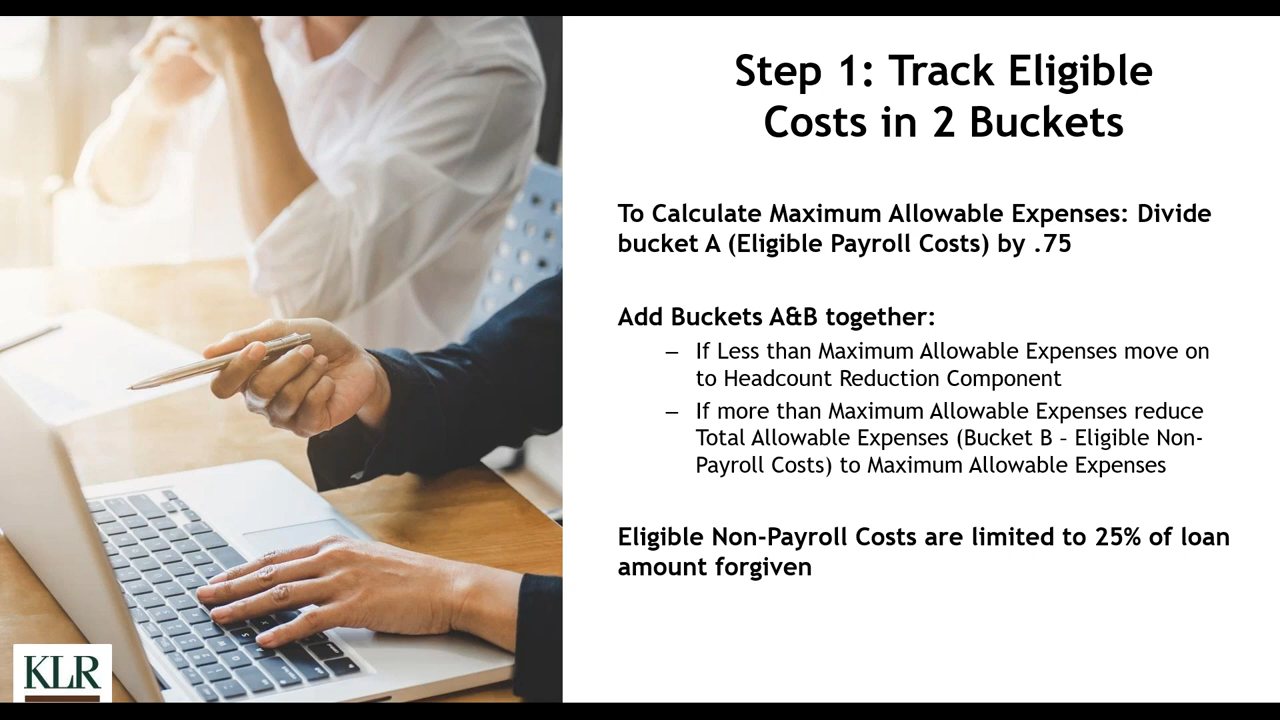 Step 1: Track Eligible
Costs in 2 Buckets
To Calculate Maximum Allowable Expenses: Divide
bucket A (Eligible Payroll Costs) by .75
Add Buckets A&B together:
– If Less than Maximum Allowable Expenses move on
to Headcount Reduction Component
– If more than Maximum Allowable Expenses reduce
Total Allowable Expenses (Bucket B – Eligible Non-
Payroll Costs) to Maximum Allowable Expenses
Eligible Non-Payroll Costs are limited to 25% of loan
amount forgiven
KLR